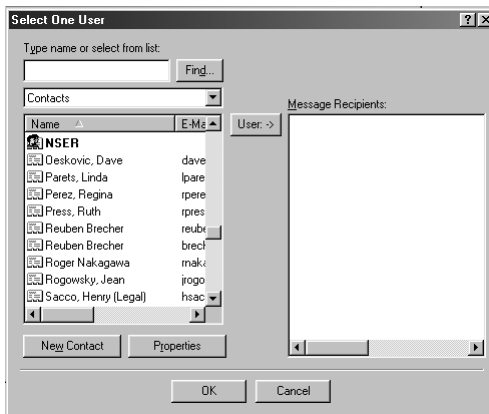 Select One User
Type name or select from list:
Find...
Contacts
Message Recipients:
Name E-Ma
User: ->
NSER
Oeskovic, Dave dave
Parets, Linda lpare
Perez, Regina rpere
Press, Ruth rpres
Reuben Brecher reube
Reuben Brecher brech
Roger Nakagawa rnaka
Rogowsky, Jean jrogo
Sacco, Henry (Legal) hsac
New Contact Properties
OK Cancel